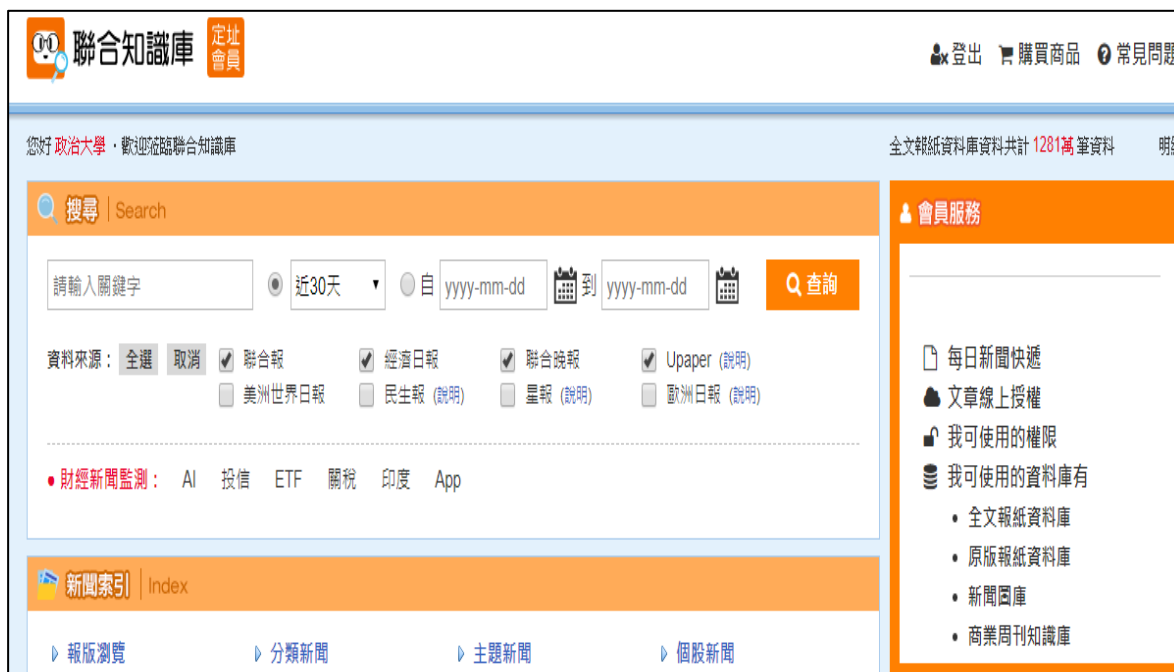 聯合知識庫 定址會員
登出 購買商品 常見問題
您好 政治大學，歡迎蒞臨聯合知識庫
全文報紙資料庫資料共計 1281萬 筆資料 明細
搜尋 | Search
請輸入關鍵字 近30天 自 yyyy-mm-dd 到 yyyy-mm-dd 查詢
資料來源： 全選 取消 聯合報 經濟日報 聯合晚報 Upaper (說明)
美洲世界日報 民生報 (說明) 星報 (說明) 歐洲日報 (說明)
• 財經新聞監測： AI 投信 ETF 關稅 印度 App
新聞索引 | Index
報版瀏覽 分類新聞 主題新聞 個股新聞
會員服務
每日新聞快遞
文章線上授權
我可使用的權限
我可使用的資料庫有
• 全文報紙資料庫
• 原版報紙資料庫
• 新聞圖庫
• 商業周刊知識庫